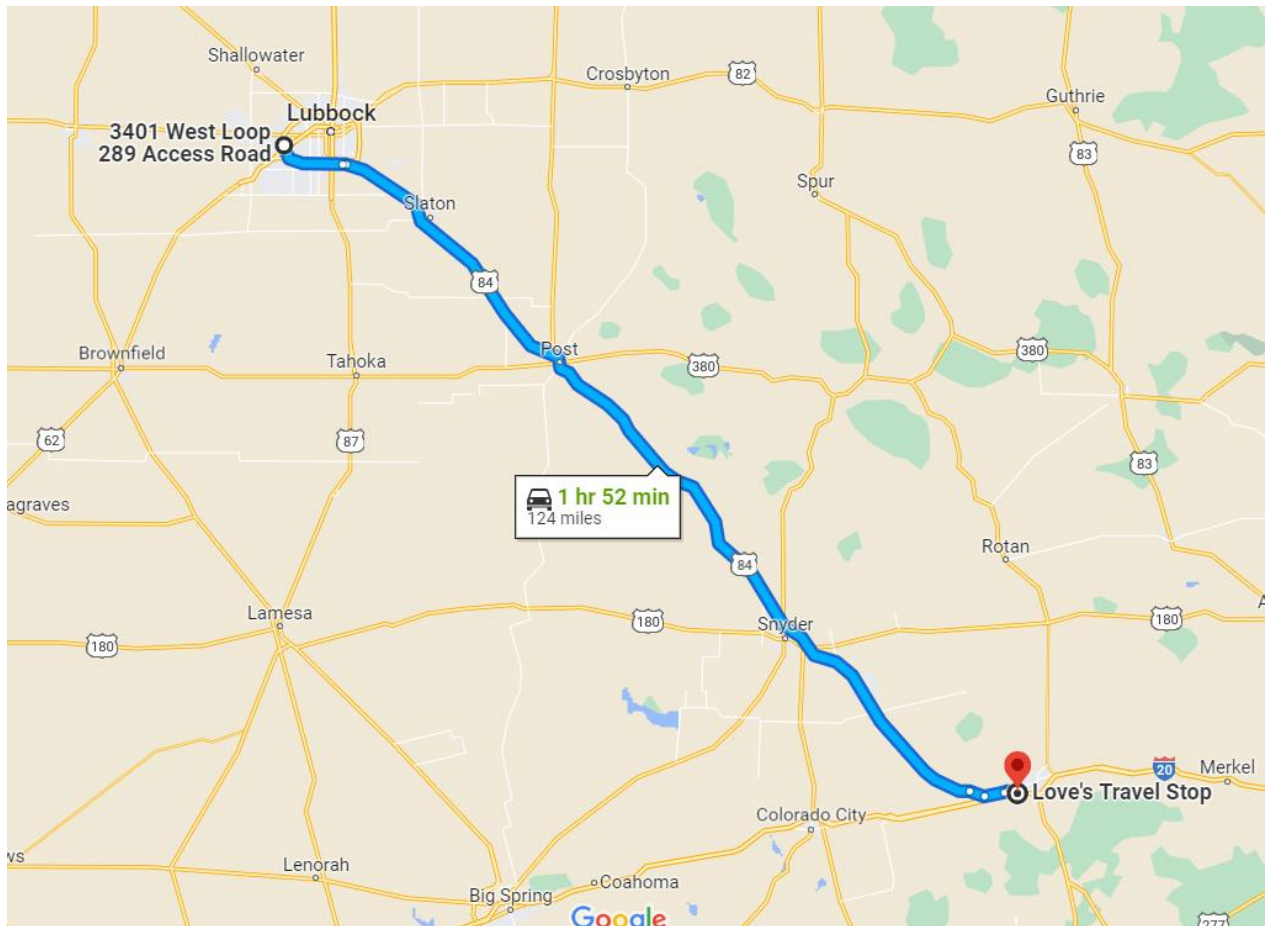 Shallowater
Crosbyton
82
Guthrie
Lubbock
3401 West Loop
289 Access Road
83
Spur
Slaton
84
Brownfield
Tahoka
Post
380
380
62
87
83
agraves
1 hr 52 min
124 miles
Rotan
84
Lamesa
180
180
Snyder
180
A
20
Merkel
Love's Travel Stop
Colorado City
ws
Lenorah
Coahoma
Big Spring
Google
277